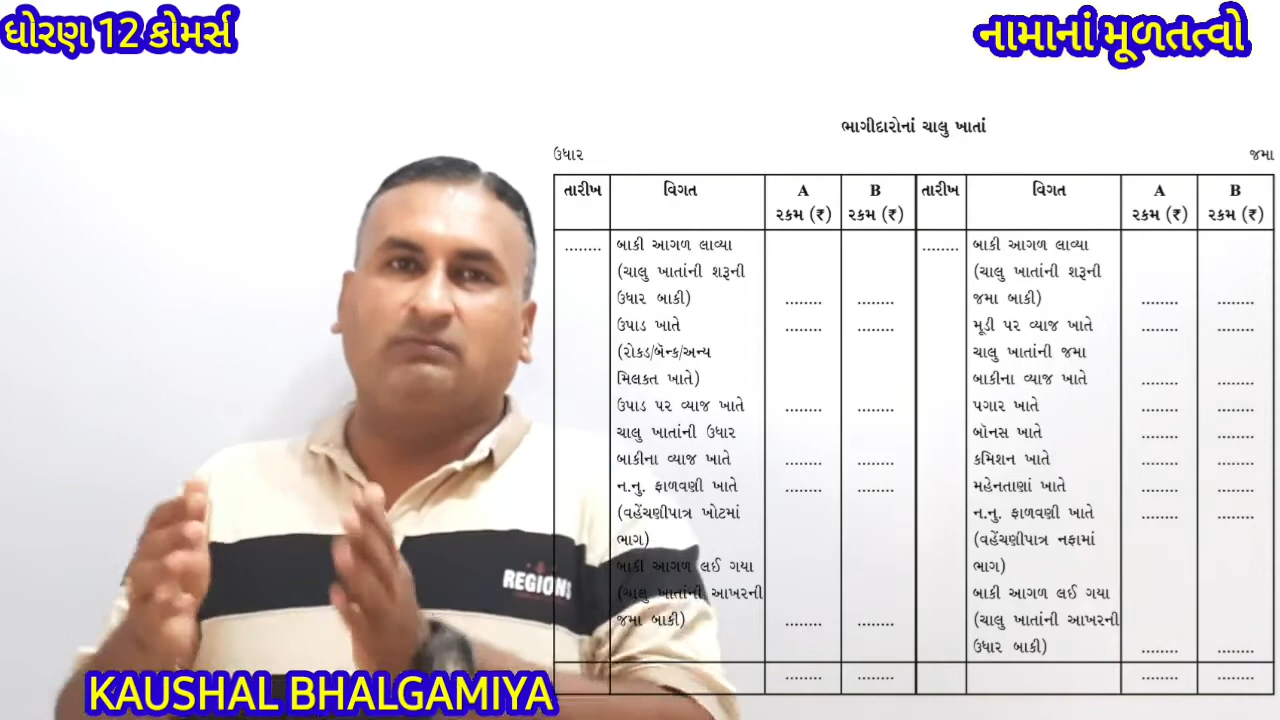 ધોરણ 12 કોમર્સ
નામાનાં મૂળતત્વો
ભાગીદારોનાં ચાલુ ખાતાં
ઉધાર
જમા
તારીખ વિગત A B તારીખ વિગત A B
રકમ (₹) રકમ (₹) રકમ (₹) રકમ (₹)
........ બાકી આગળ લાવ્યા ........ બાકી આગળ લાવ્યા
(ચાલુ ખાતાંની શરૂની (ચાલુ ખાતાંની શરૂની
ઉધાર બાકી) ........ ........ જમા બાકી) ........ ........
ઉપાડ ખાતે ........ ........ મૂડી પર વ્યાજ ખાતે ........ ........
(રોકડ/બૅન્ક/અન્ય ચાલુ ખાતાંની જમા
મિલકત ખાતે) બાકીના વ્યાજ ખાતે ........ ........
ઉપાડ પર વ્યાજ ખાતે ........ ........ પગાર ખાતે ........ ........
ચાલુ ખાતાંની ઉધાર બૉનસ ખાતે ........ ........
બાકીના વ્યાજ ખાતે ........ ........ કમિશન ખાતે ........ ........
ન.નુ. ફાળવણી ખાતે ........ ........ મહેનતાણાં ખાતે ........ ........
(વહેંચણીપાત્ર ખોટમાં ન.નુ. ફાળવણી ખાતે ........ ........
ભાગ) (વહેંચણીપાત્ર નફામાં
બાકી આગળ લઈ ગયા ભાગ)
(ચાલુ ખાતાંની આખરની બાકી આગળ લઈ ગયા
જમા બાકી) ........ ........ (ચાલુ ખાતાંની આખરની
ઉધાર બાકી) ........ ........
........ ........ ........ ........
REGIONS
KAUSHAL BHALGAMIYA